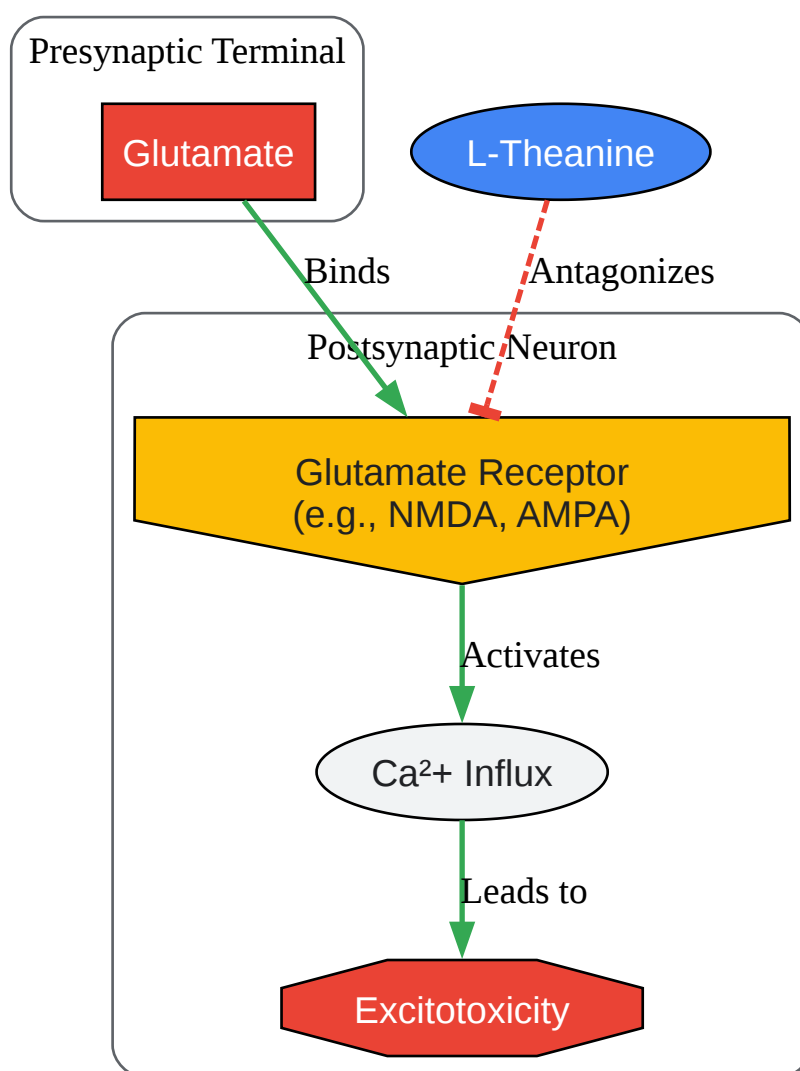 Presynaptic Terminal
Glutamate
L-Theanine
Binds
Antagonizes
Postsynaptic Neuron
Glutamate Receptor
(e.g., NMDA, AMPA)
Activates
Ca²+ Influx
Leads to
Excitotoxicity